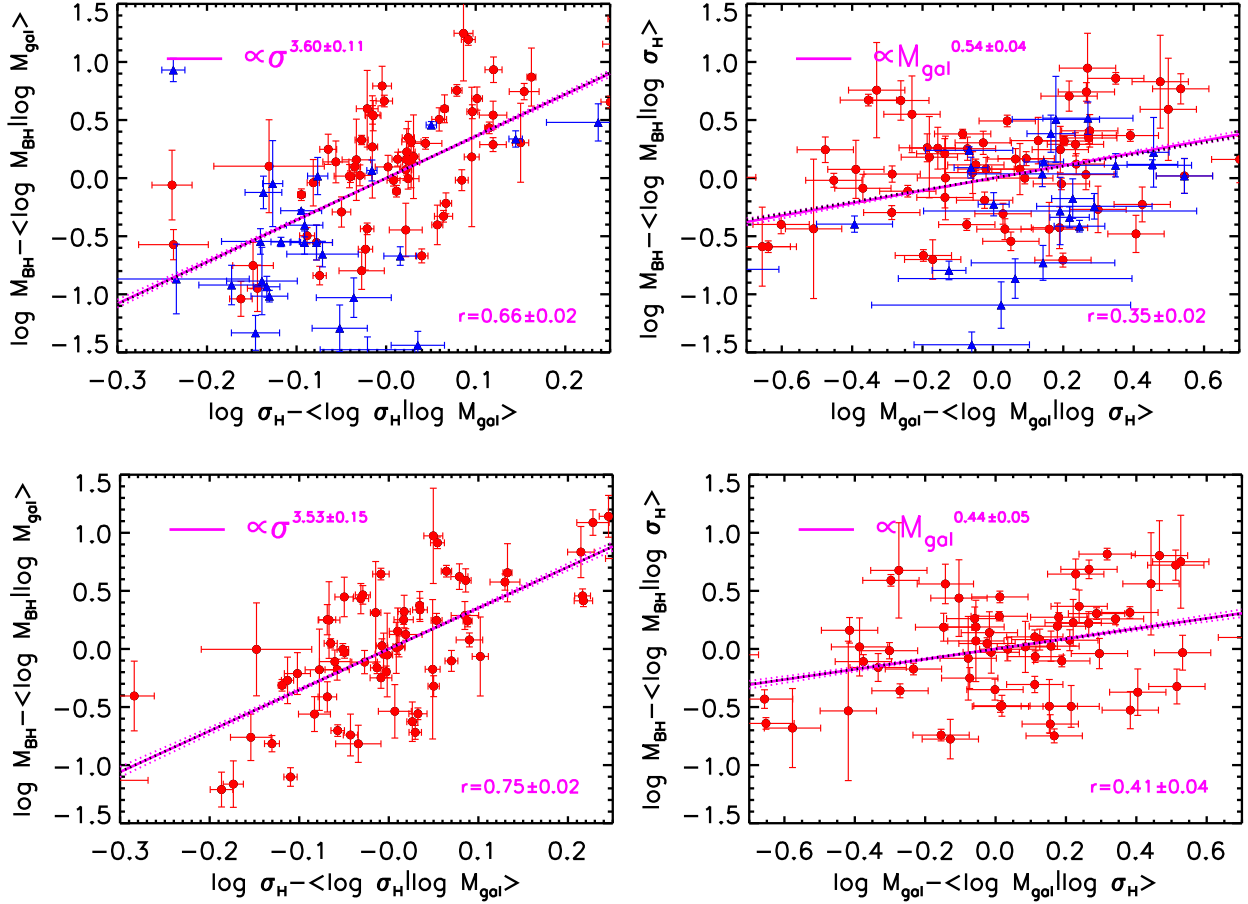 log M_BH−<log M_BH|log M_gal>
1.5
1.0
0.5
0.0
−0.5
−1.0
−1.5
∝σ^3.60±0.11
r=0.66±0.02
−0.3 −0.2 −0.1 −0.0 0.1 0.2
log σ_H−<log σ_H|log M_gal>
log M_BH−<log M_BH|log σ_H>
1.5
1.0
0.5
0.0
−0.5
−1.0
−1.5
∝M_gal^0.54±0.04
r=0.35±0.02
−0.6 −0.4 −0.2 0.0 0.2 0.4 0.6
log M_gal−<log M_gal|log σ_H>
log M_BH−<log M_BH|log M_gal>
1.5
1.0
0.5
0.0
−0.5
−1.0
−1.5
∝σ^3.53±0.15
r=0.75±0.02
−0.3 −0.2 −0.1 −0.0 0.1 0.2
log σ_H−<log σ_H|log M_gal>
log M_BH−<log M_BH|log σ_H>
1.5
1.0
0.5
0.0
−0.5
−1.0
−1.5
∝M_gal^0.44±0.05
r=0.41±0.04
−0.6 −0.4 −0.2 0.0 0.2 0.4 0.6
log M_gal−<log M_gal|log σ_H>